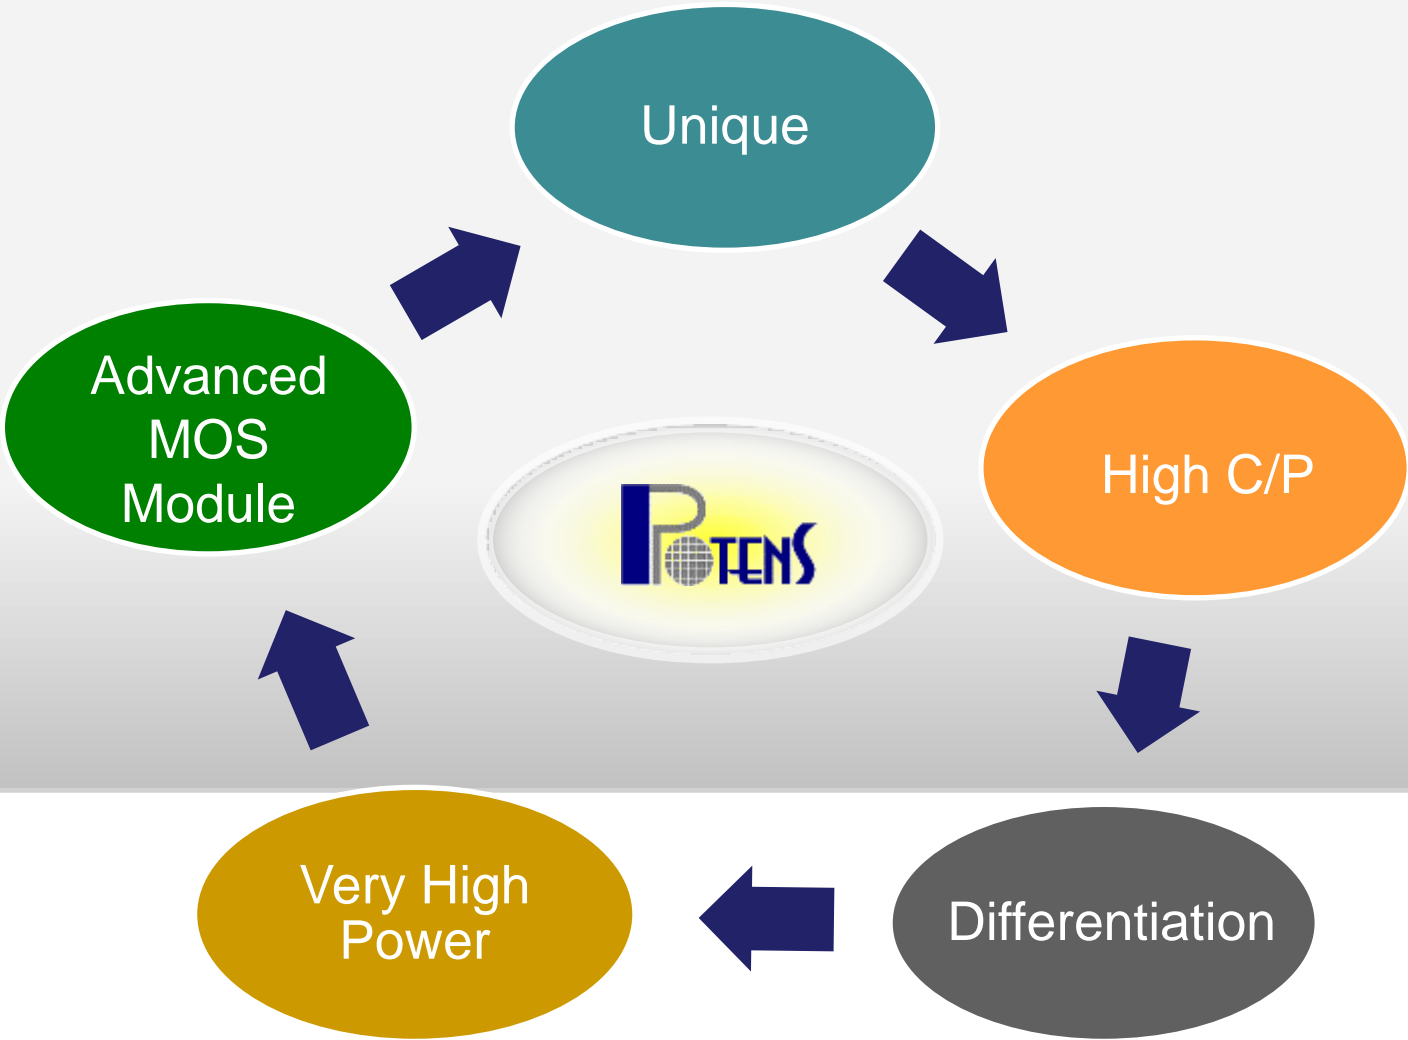 Unique
High C/P
Differentiation
Very High
Power
Advanced
MOS
Module
POTENS